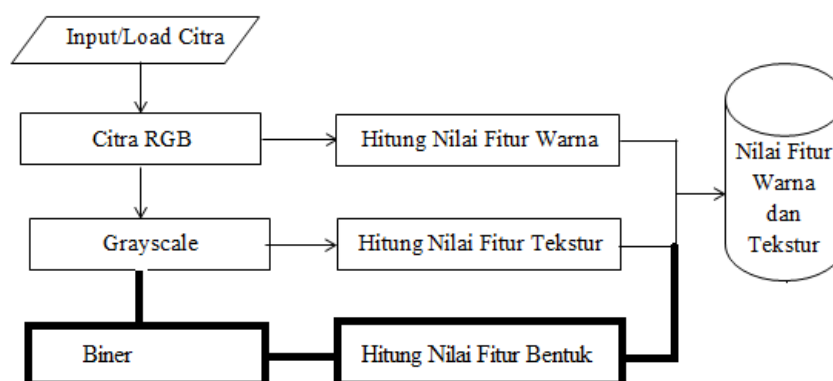 Input/Load Citra
Citra RGB
Hitung Nilai Fitur Warna
Nilai Fitur
Warna
dan
Tekstur
Grayscale
Hitung Nilai Fitur Tekstur
Biner
Hitung Nilai Fitur Bentuk